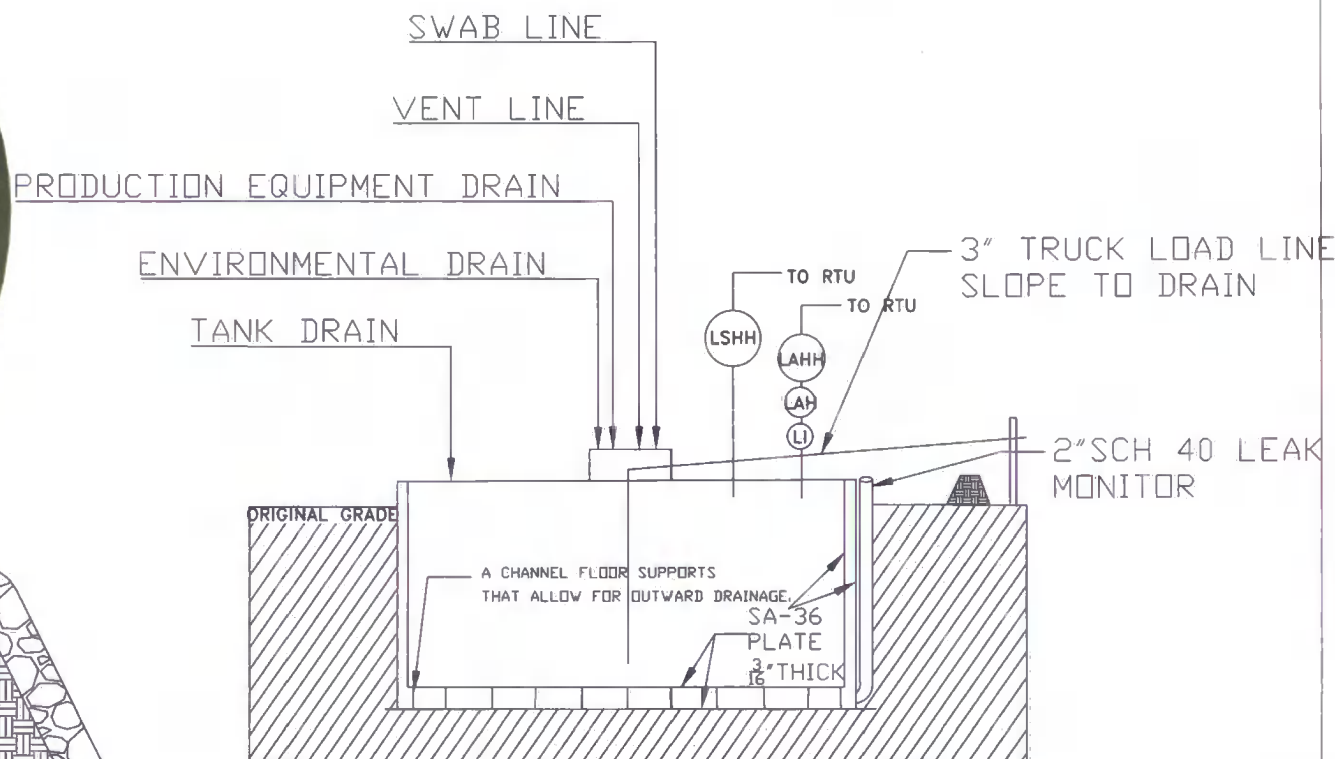 SWAB LINE
VENT LINE
PRODUCTION EQUIPMENT DRAIN
ENVIRONMENTAL DRAIN
TANK DRAIN
TO RTU
TO RTU
3" TRUCK LOAD LINE
SLOPE TO DRAIN
LSHH
LAHH
LAH
LI
2"SCH 40 LEAK
MONITOR
ORIGINAL GRADE
A CHANNEL FLOOR SUPPORTS
THAT ALLOW FOR OUTWARD DRAINAGE.
SA-36
PLATE
3/16" THICK